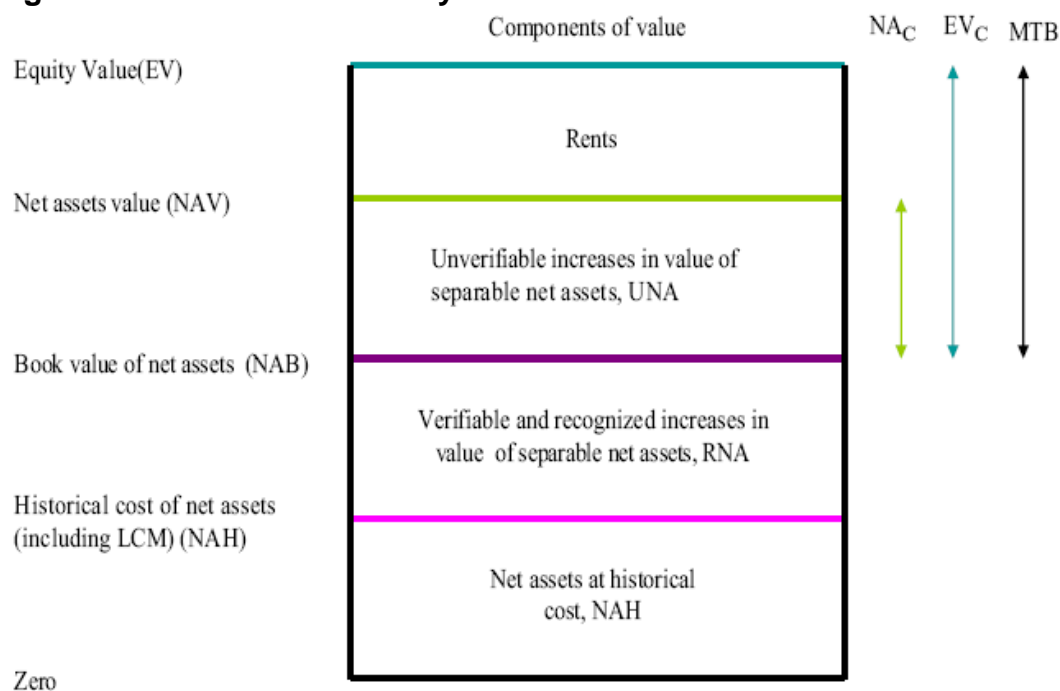 Components of value
NAC EVC MTB
Equity Value(EV)
Rents
Net assets value (NAV)
Unverifiable increases in value of
separable net assets, UNA
Book value of net assets (NAB)
Verifiable and recognized increases in
value of separable net assets, RNA
Historical cost of net assets
(including LCM) (NAH)
Net assets at historical
cost, NAH
Zero